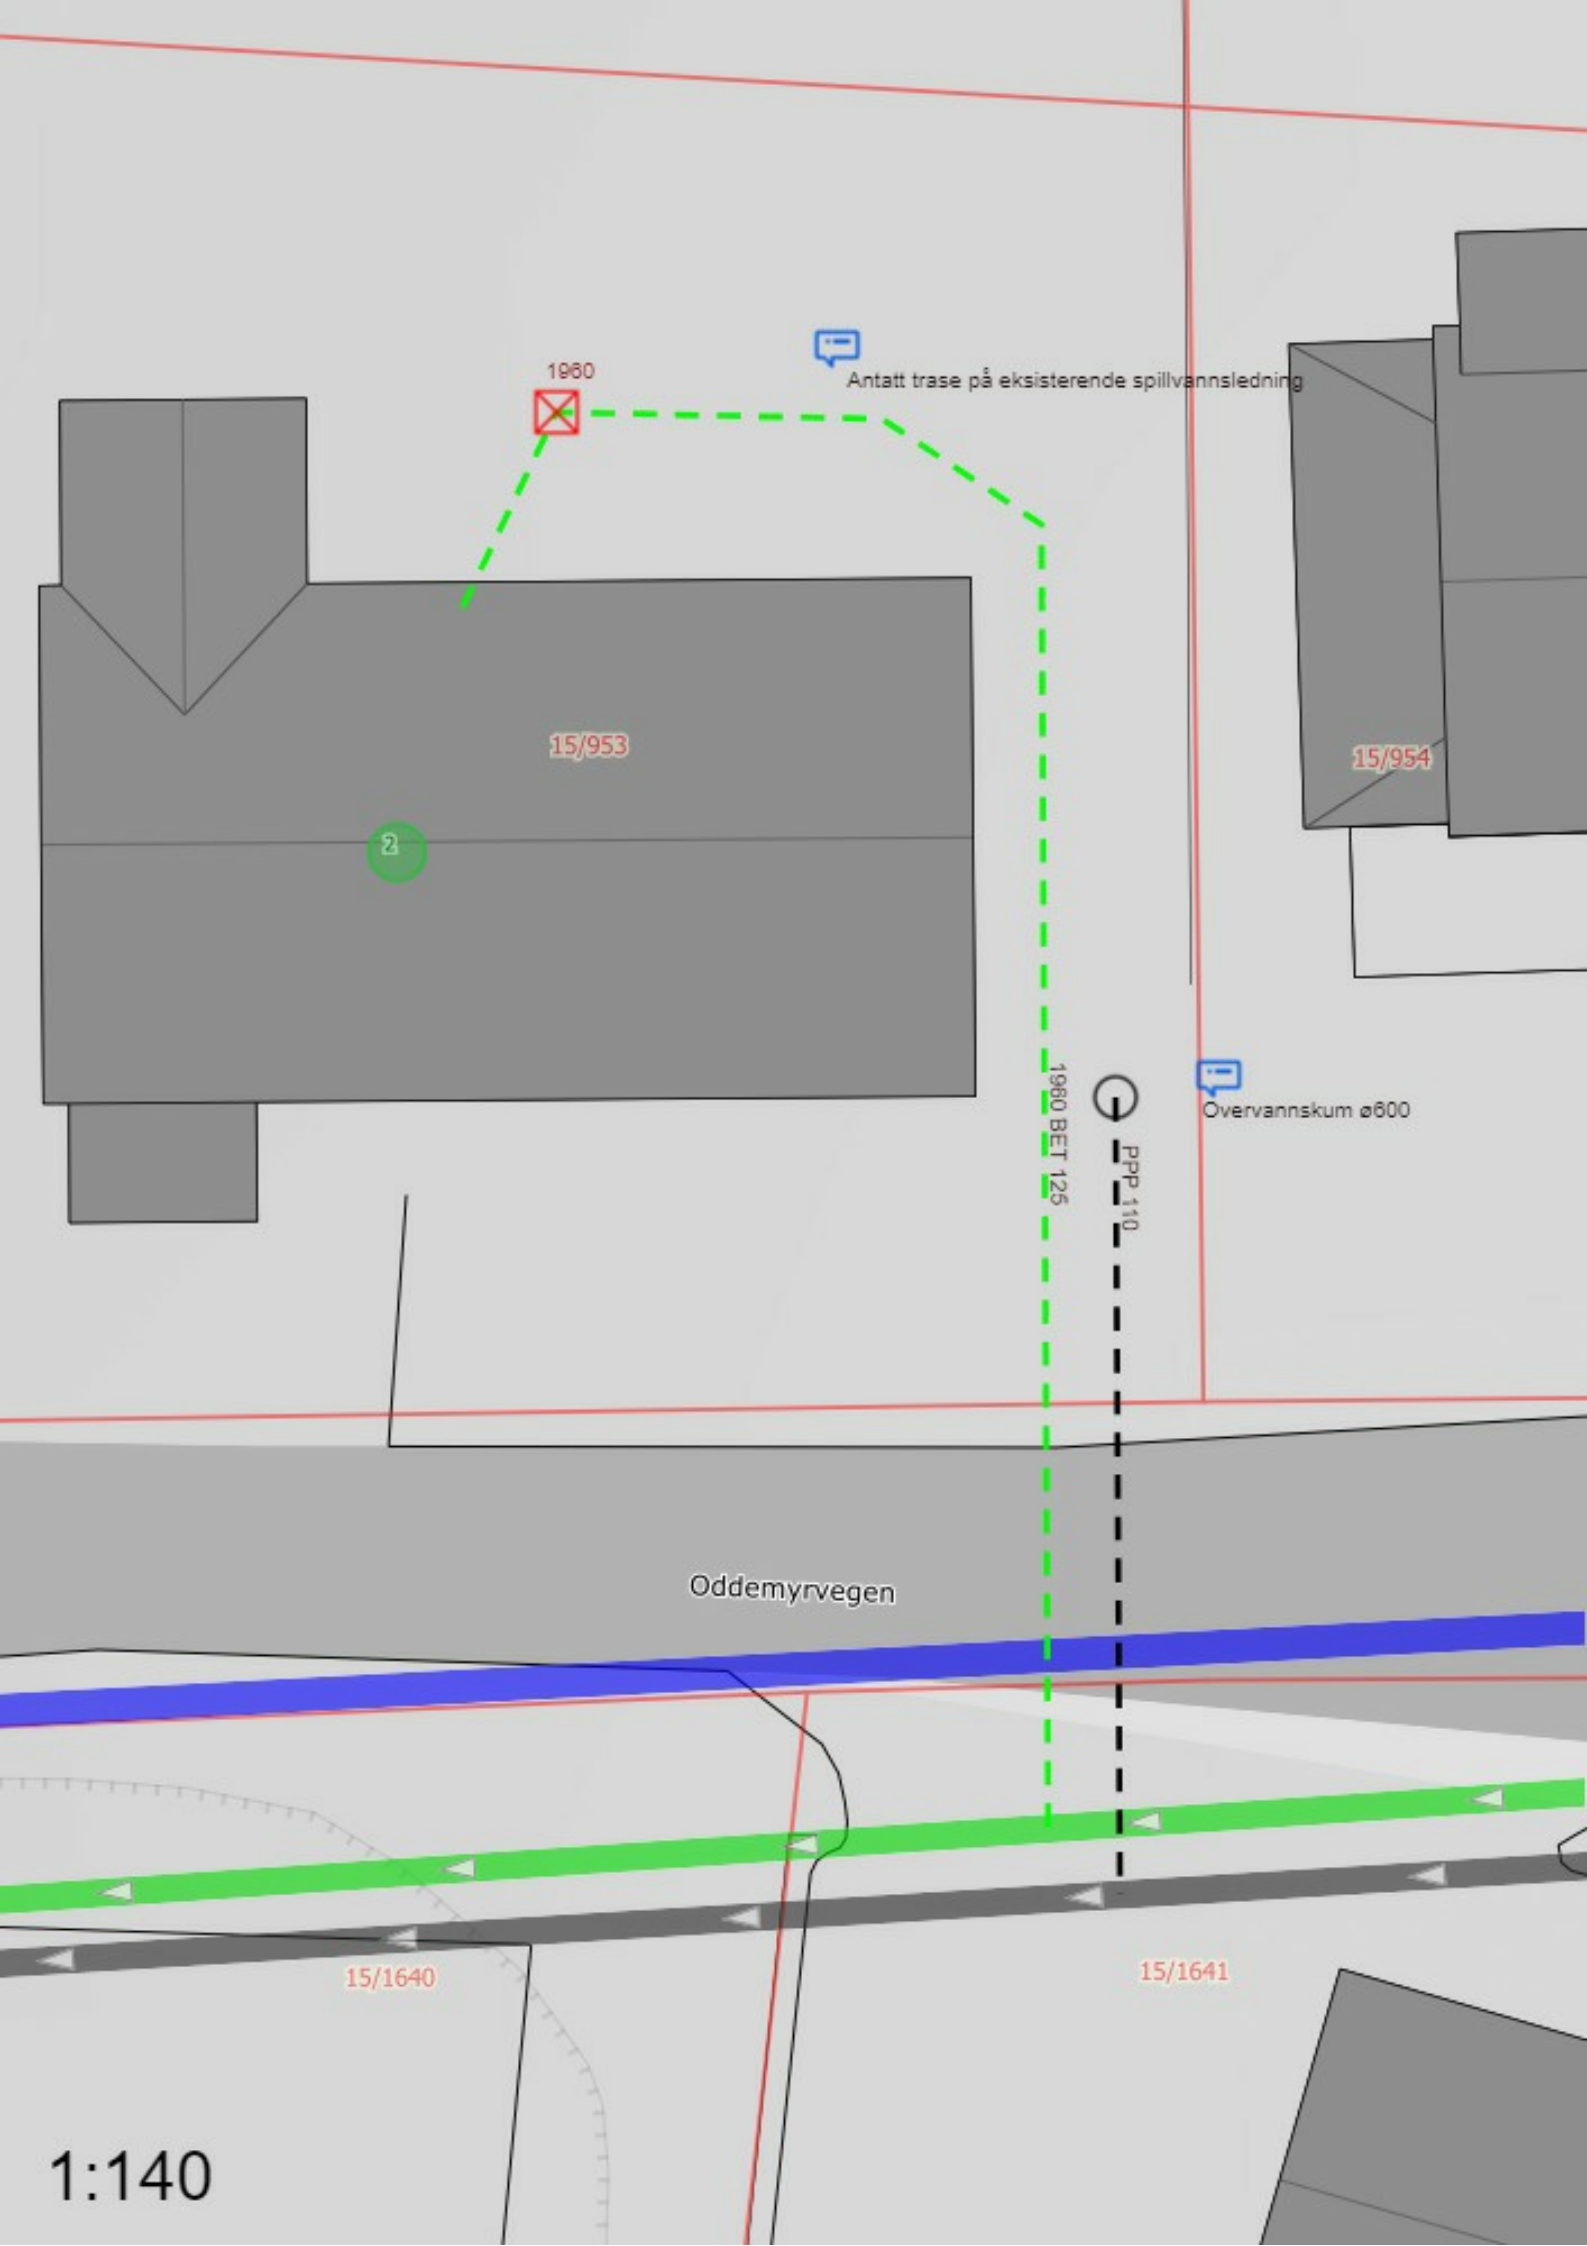 1960
Antatt trase på eksisterende spillvannsledning
15/953
15/954
2
1960 BET 125
Overvannskum ø600
PPP 110
Oddemyrvegen
15/1640
15/1641
1:140